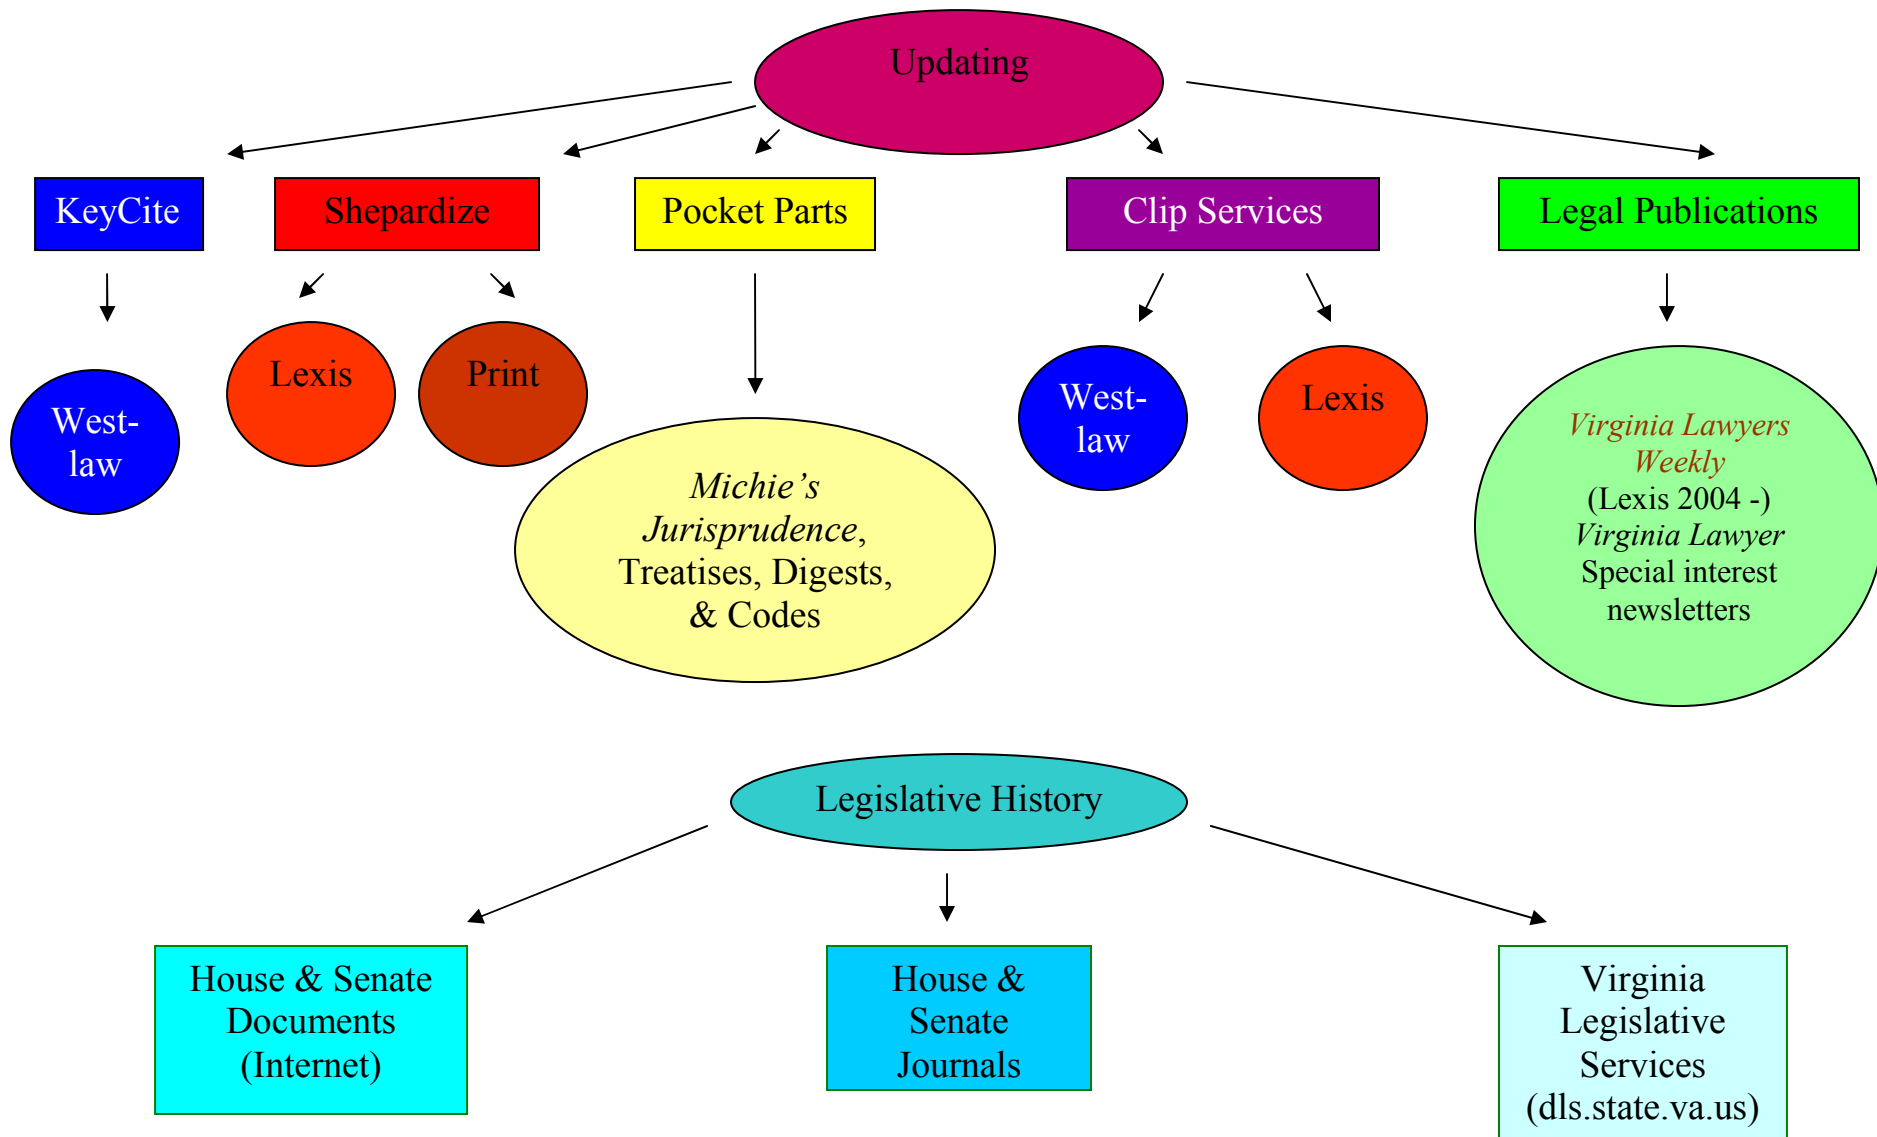 Updating
KeyCite
Shepardize
Pocket Parts
Clip Services
Legal Publications
West-
law
Lexis
Print
Michie’s
Jurisprudence,
Treatises, Digests,
& Codes
West-
law
Lexis
Virginia Lawyers
Weekly
(Lexis 2004 -)
Virginia Lawyer
Special interest
newsletters
Legislative History
House & Senate
Documents
(Internet)
House &
Senate
Journals
Virginia
Legislative
Services
(dls.state.va.us)